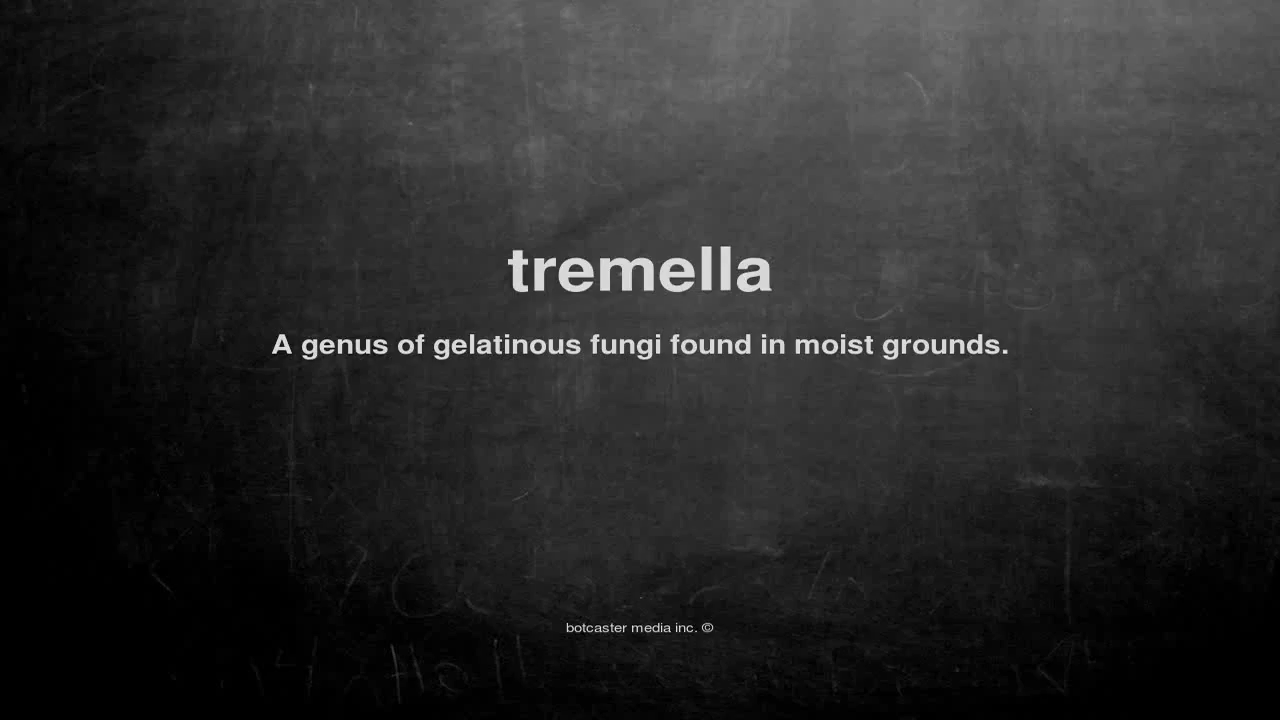 tremella
A genus of gelatinous fungi found in moist grounds.
botcaster media inc. ©